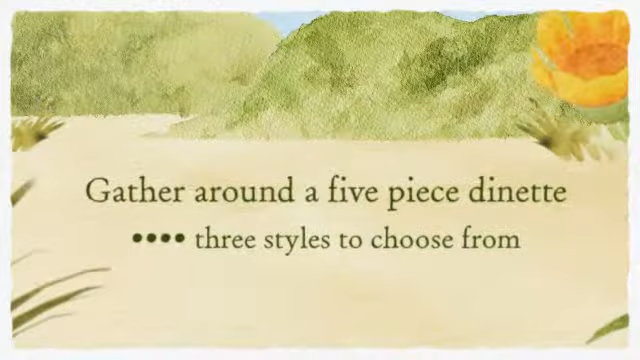 Gather around a five piece dinette
•••• three styles to choose from